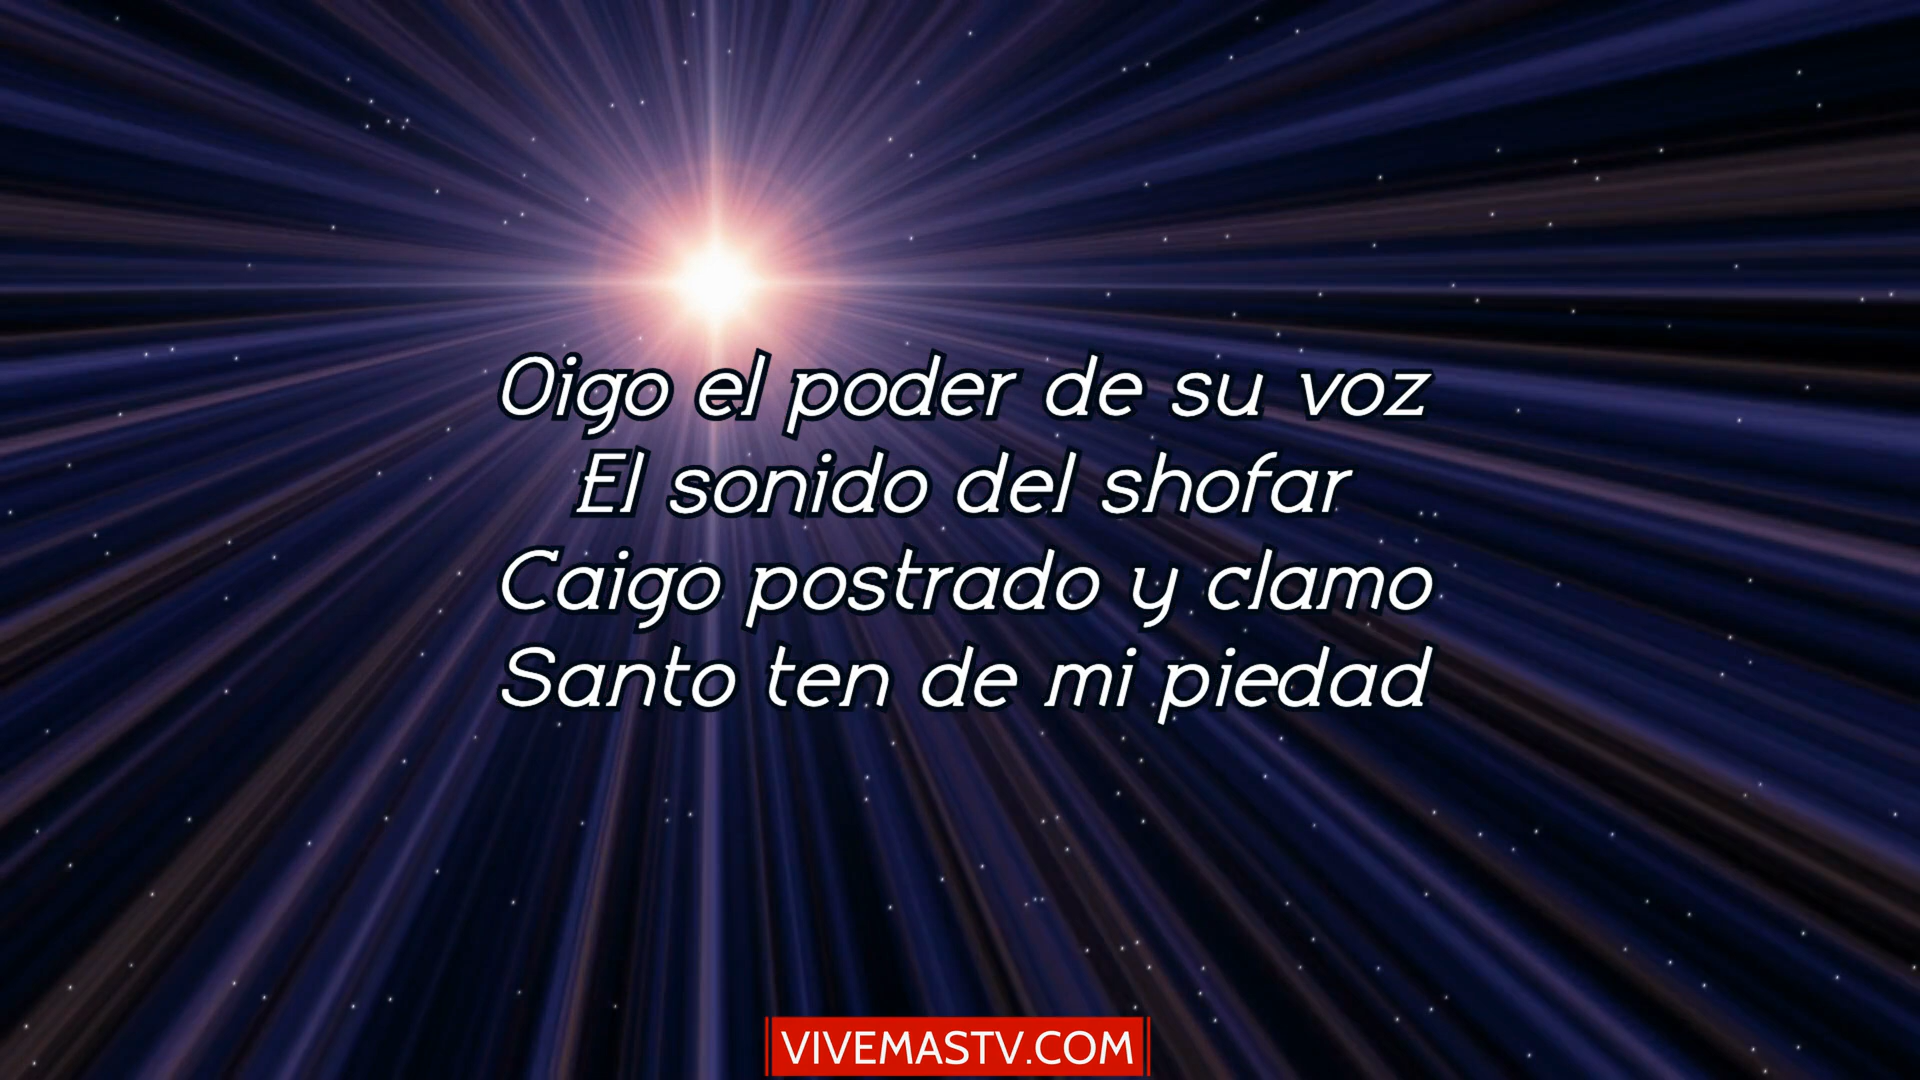 Oigo el poder de su voz
El sonido del shofar
Caigo postrado y clamo
Santo ten de mi piedad
VIVEMASTV.COM